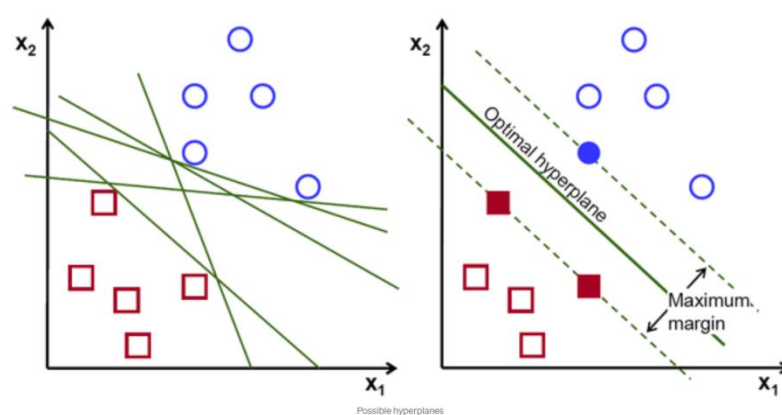 x2
x1
x2
Optimal hyperplane
Maximum
margin
x1
Possible hyperplanes